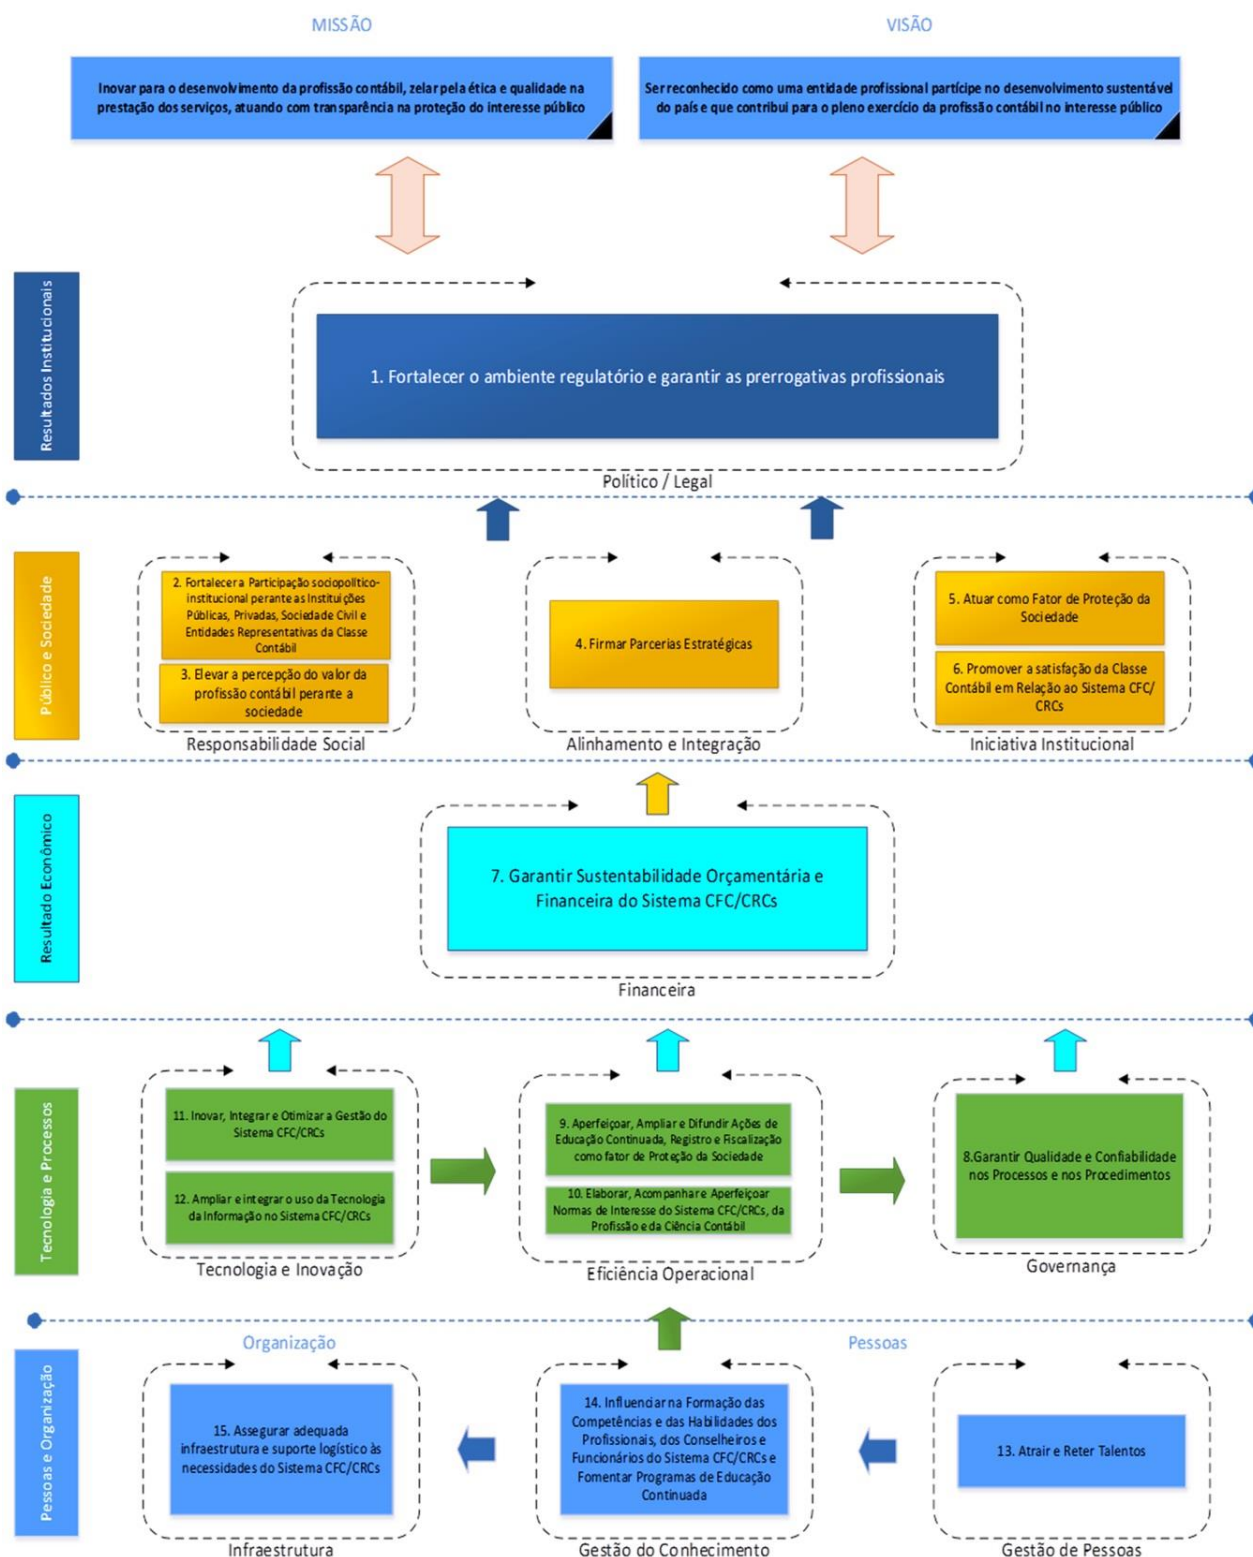 MISSÃO
VISÃO
Inovar para o desenvolvimento da profissão contábil, zelar pela ética e qualidade na
prestação dos serviços, atuando com transparência na proteção do interesse público
Ser reconhecido como uma entidade profissional partícipe no desenvolvimento sustentável
do país e que contribui para o pleno exercício da profissão contábil no interesse público
Resultados Institucionais
1. Fortalecer o ambiente regulatório e garantir as prerrogativas profissionais
Político / Legal
Público e Sociedade
2. Fortalecer a Participação sociopolítico-
institucional perante as Instituições
Públicas, Privadas, Sociedade Civil e
Entidades Representativas da Classe
Contábil
3. Elevar a percepção do valor da
profissão contábil perante a
sociedade
Responsabilidade Social
4. Firmar Parcerias Estratégicas
Alinhamento e Integração
5. Atuar como Fator de Proteção da
Sociedade
6. Promover a satisfação da Classe
Contábil em Relação ao Sistema CFC/
CRCs
Iniciativa Institucional
Resultado Econômico
7. Garantir Sustentabilidade Orçamentária e
Financeira do Sistema CFC/CRCs
Financeira
Tecnologia e Processos
11. Inovar, Integrar e Otimizar a Gestão do
Sistema CFC/CRCs
12. Ampliar e integrar o uso da Tecnologia
da Informação no Sistema CFC/CRCs
Tecnologia e Inovação
9. Aperfeiçoar, Ampliar e Difundir Ações de
Educação Continuada, Registro e Fiscalização
como fator de Proteção da Sociedade
10. Elaborar, Acompanhar e Aperfeiçoar
Normas de Interesse do Sistema CFC/CRCs, da
Profissão e da Ciência Contábil
Eficiência Operacional
8.Garantir Qualidade e Confiabilidade
nos Processos e nos Procedimentos
Governança
Pessoas e Organização
Organização
Pessoas
15. Assegurar adequada
infraestrutura e suporte logístico às
necesidades do Sistema CFC/CRCs
Infraestrutura
14. Influenciar na Formação das
Competências e das Habilidades dos
Profissionais, dos Conselheiros e
Funcionários do Sistema CFC/CRCs e
Fomentar Programas de Educação
Continuada
Gestão do Conhecimento
13. Atrair e Reter Talentos
Gestão de Pessoas